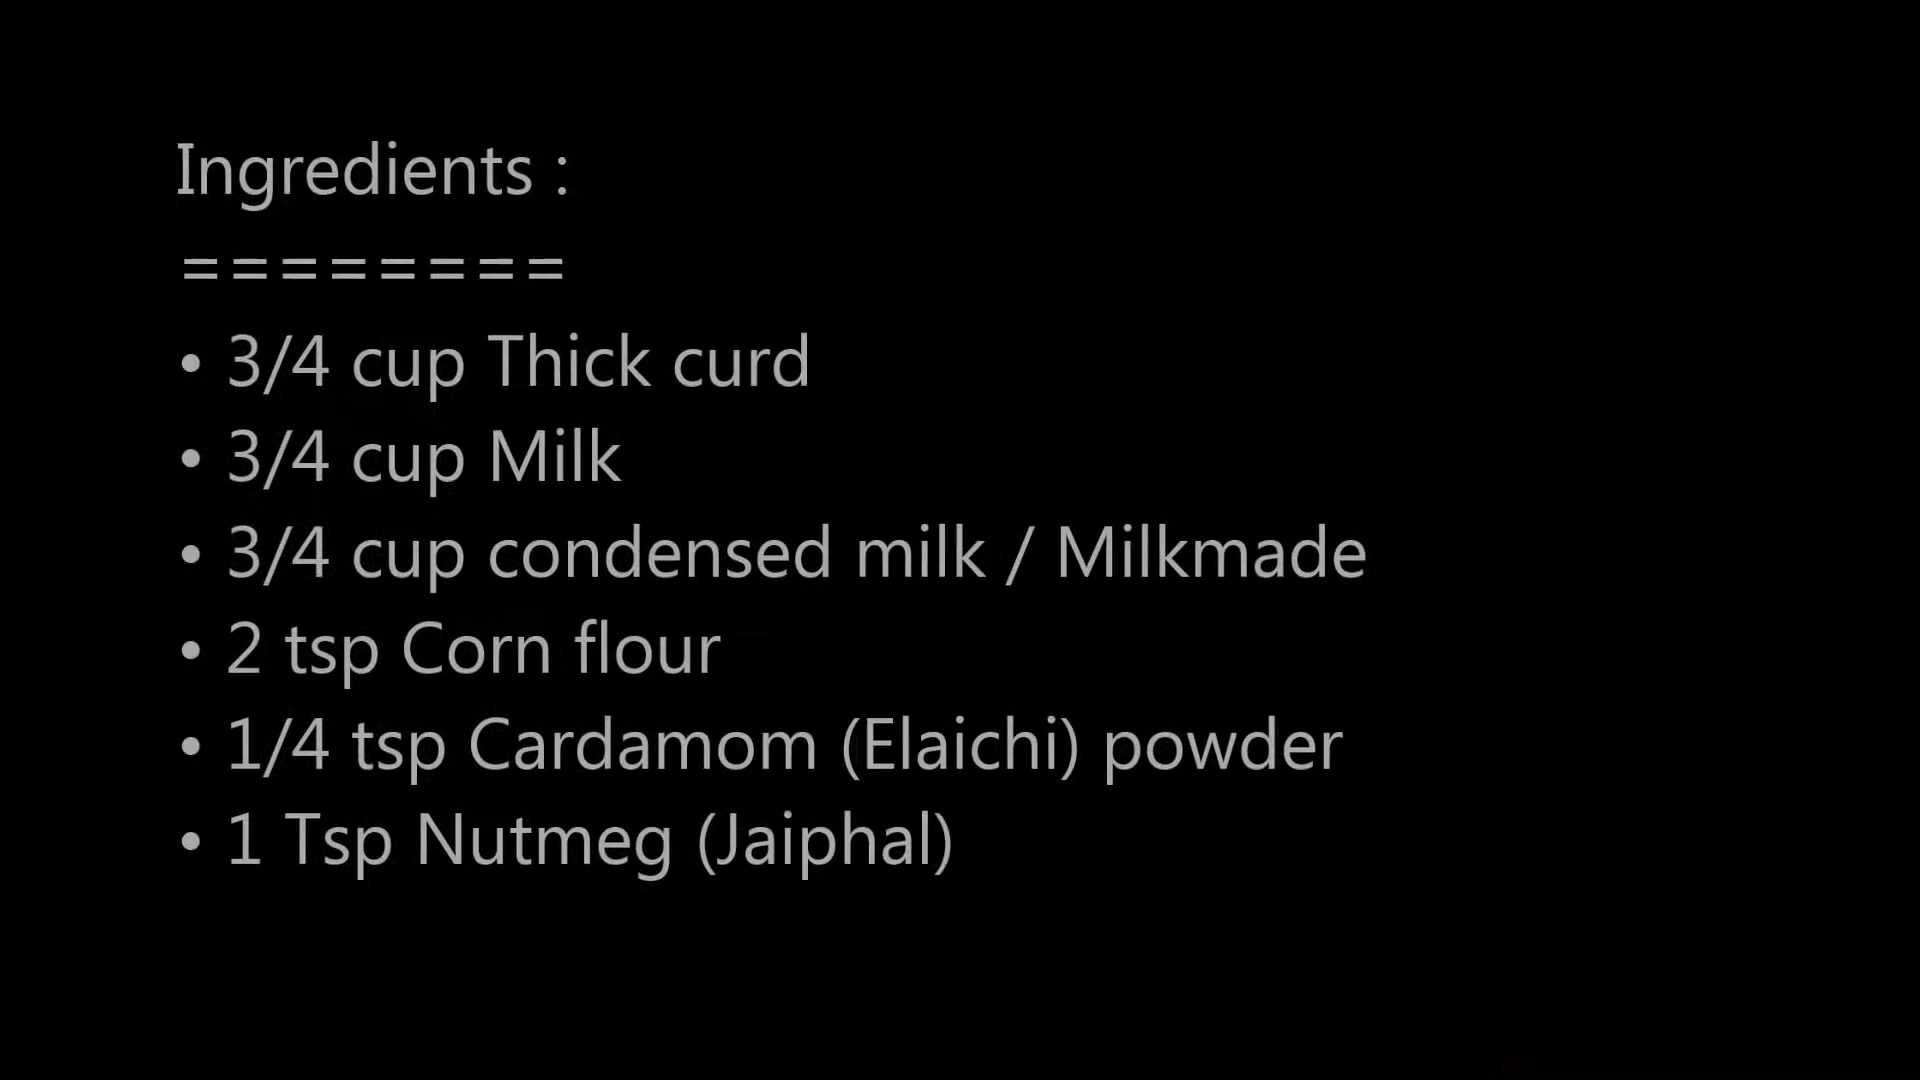 Ingredients :
========
• 3/4 cup Thick curd
• 3/4 cup Milk
• 3/4 cup condensed milk / Milkmade
• 2 tsp Corn flour
• 1/4 tsp Cardamom (Elaichi) powder
• 1 Tsp Nutmeg (Jaiphal)